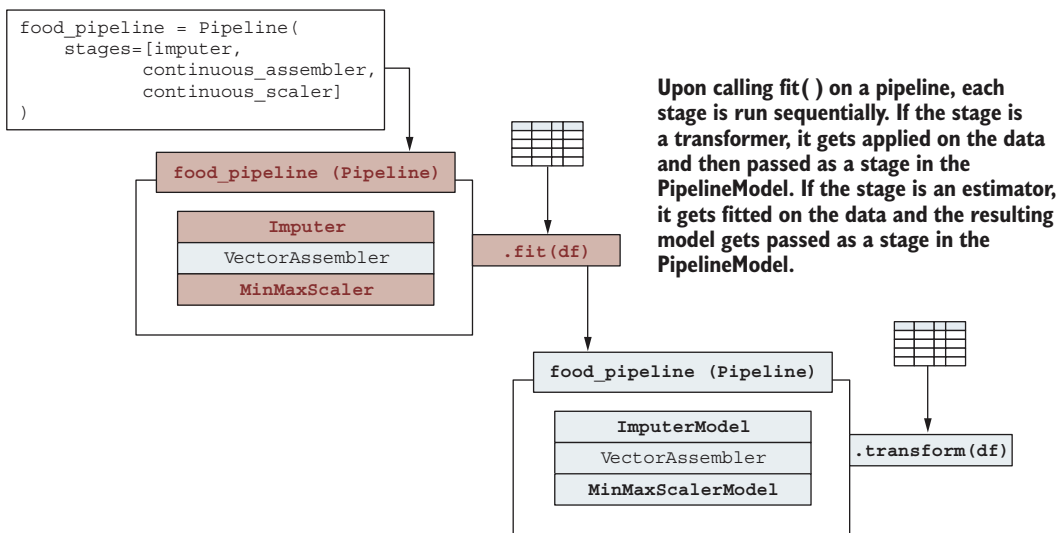 food_pipeline = Pipeline(
    stages=[imputer,
            continuous_assembler,
            continuous_scaler]
)
Upon calling fit( ) on a pipeline, each
stage is run sequentially. If the stage is
a transformer, it gets applied on the data
and then passed as a stage in the
PipelineModel. If the stage is an estimator,
it gets fitted on the data and the resulting
model gets passed as a stage in the
PipelineModel.
food_pipeline (Pipeline)
Imputer
VectorAssembler
MinMaxScaler
.fit(df)
food_pipeline (Pipeline)
ImputerModel
VectorAssembler
MinMaxScalerModel
.transform(df)